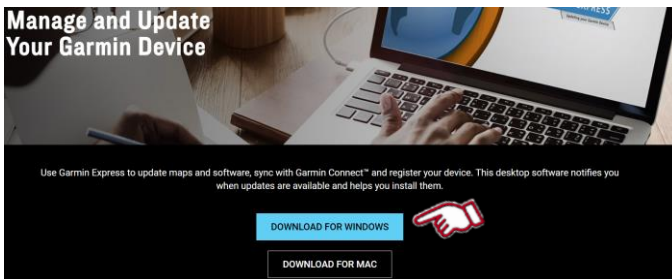 Manage and Update
Your Garmin Device
Use Garmin Express to update maps and software, sync with Garmin Connect™ and register your device. This desktop software notifies you
when updates are available and helps you install them.
DOWNLOAD FOR WINDOWS
DOWNLOAD FOR MAC